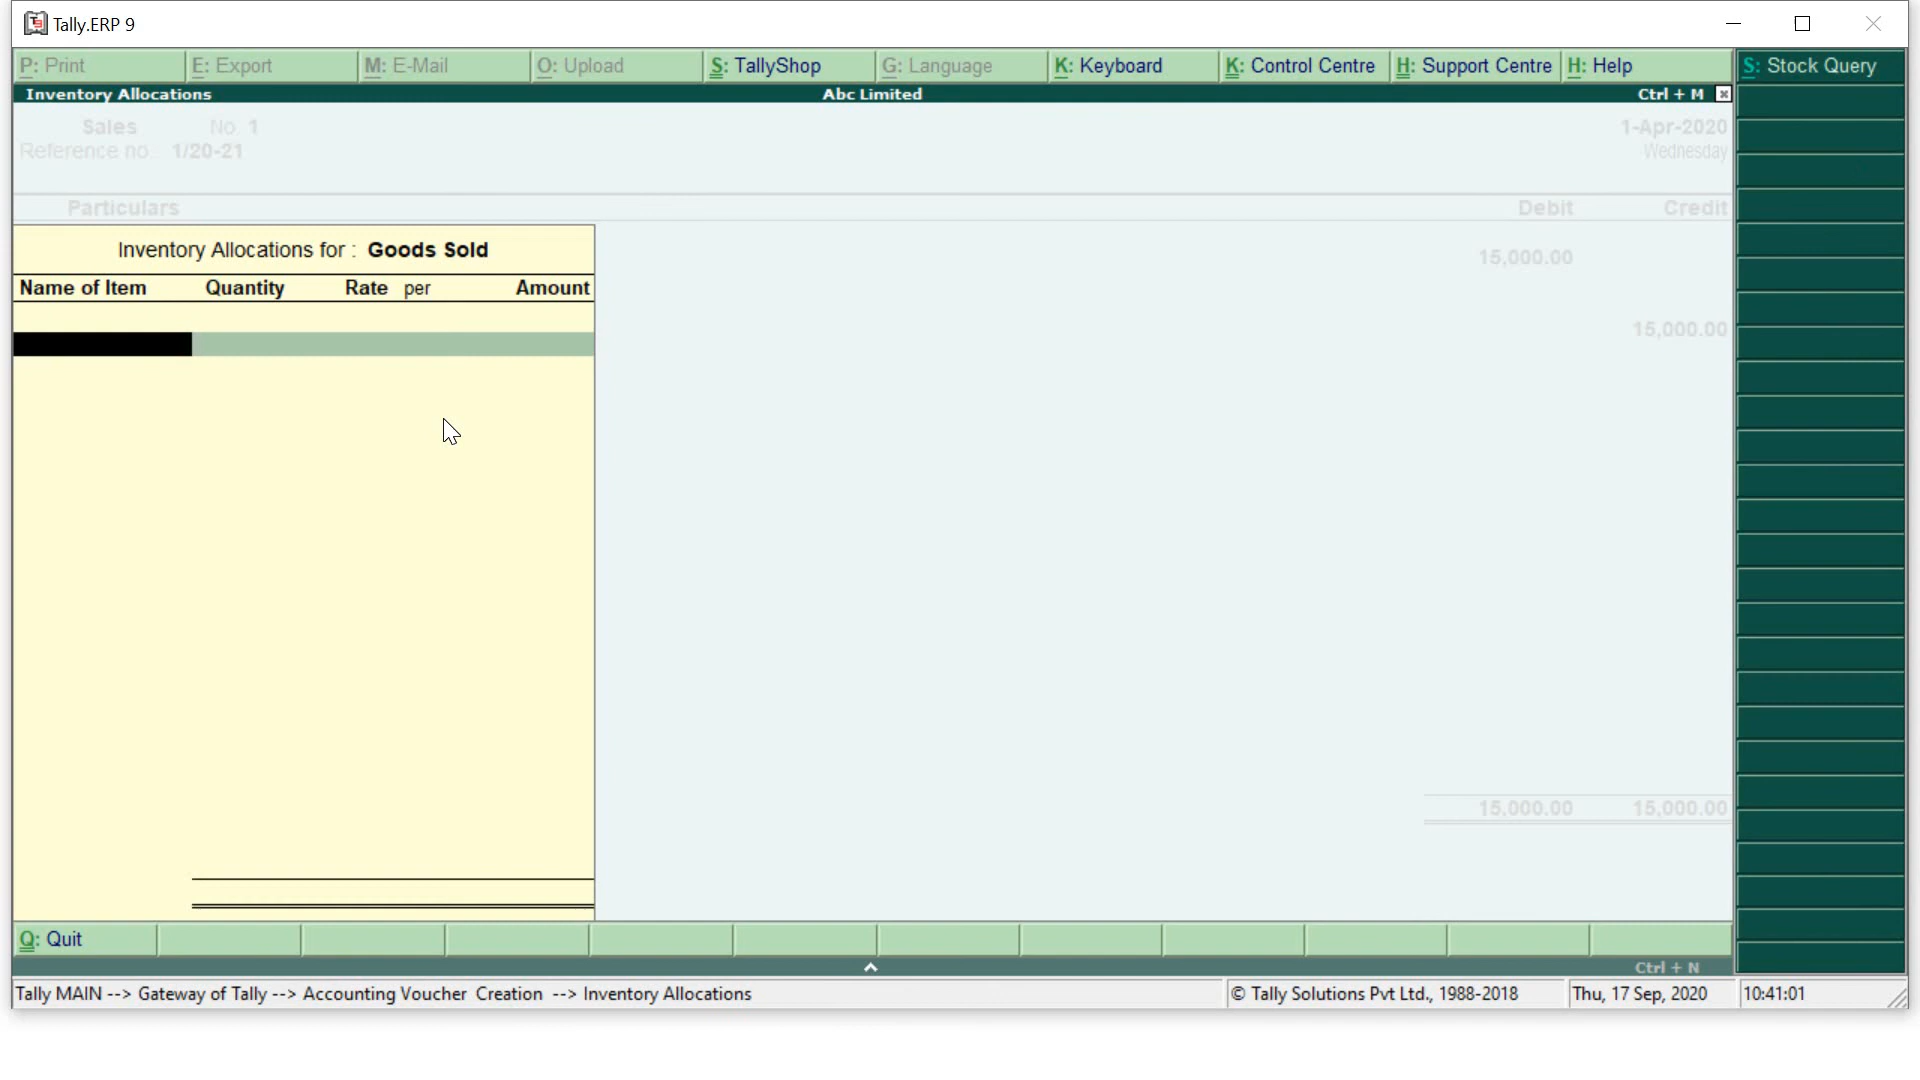 Tally.ERP 9
P: Print E: Export M: E-Mail O: Upload S: TallyShop G: Language K: Keyboard K: Control Centre H: Support Centre H: Help S: Stock Query
Inventory Allocations Abc Limited Ctrl + M
Sales No. 1 1-Apr-2020
Reference no. 1/20-21 Wednesday
Particulars Debit Credit
Inventory Allocations for : Goods Sold
15,000.00
Name of Item Quantity Rate per Amount
15,000.00
15,000.00 15,000.00
Q: Quit
Ctrl + N
Tally MAIN --> Gateway of Tally --> Accounting Voucher Creation --> Inventory Allocations © Tally Solutions Pvt Ltd., 1988-2018 Thu, 17 Sep, 2020 10:41:01